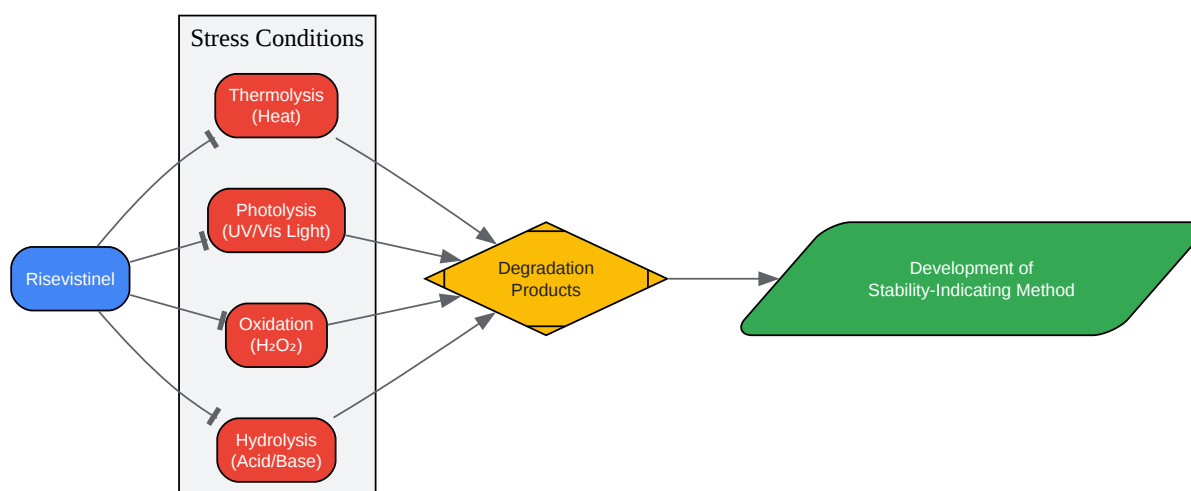 Stress Conditions
Thermolysis
(Heat)
Photolysis
(UV/Vis Light)
Risevistinel
Oxidation
(H₂O₂)
Hydrolysis
(Acid/Base)
Degradation
Products
Development of
Stability-Indicating Method